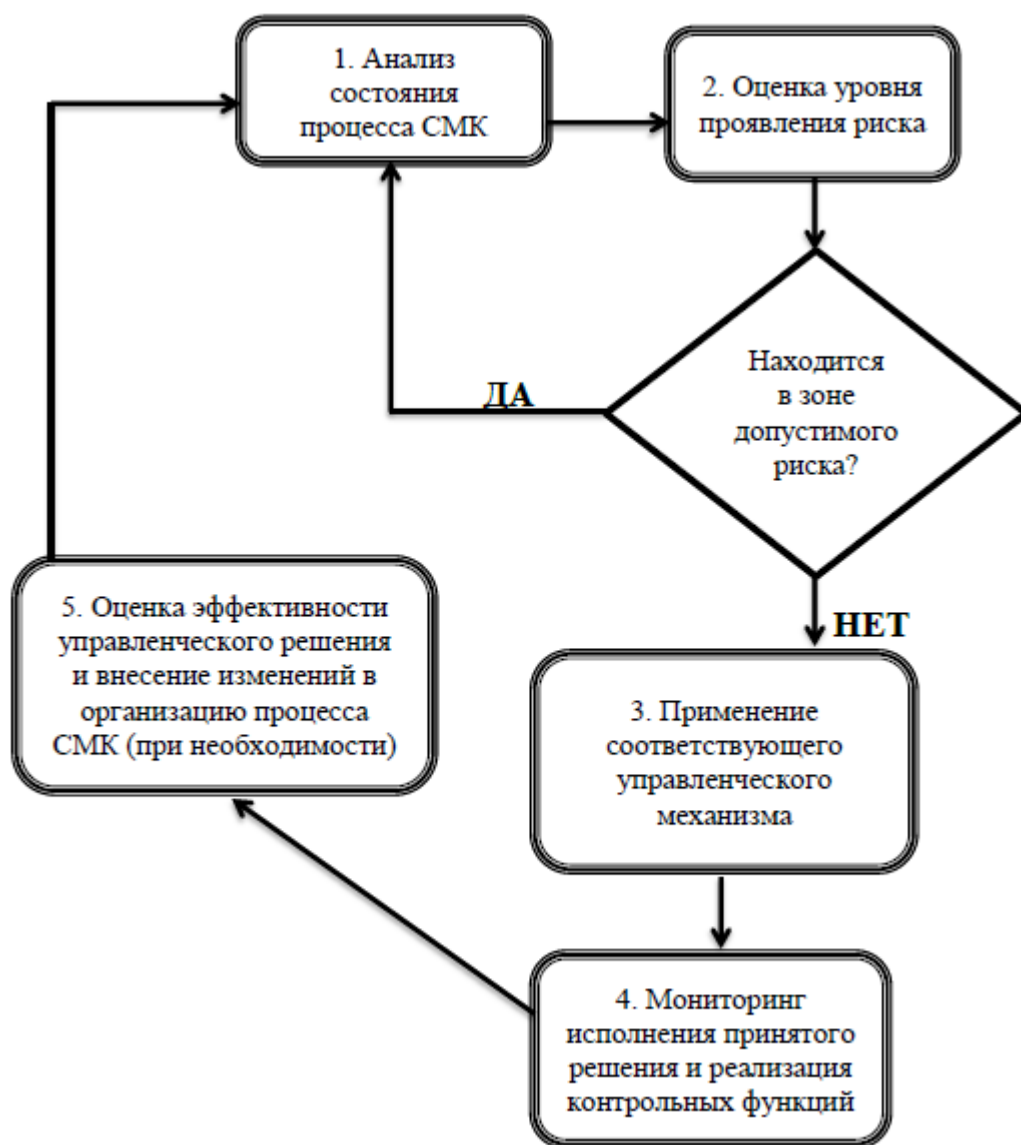 1. Анализ
состояния
процесса СМК
2. Оценка уровня
проявления риска
Находится
в зоне
допустимого
риска?
ДА
НЕТ
3. Применение
соответствующего
управленческого
механизма
4. Мониторинг
исполнения принятого
решения и реализация
контрольных функций
5. Оценка эффективности
управленческого решения
и внесение изменений в
организацию процесса
СМК (при необходимости)